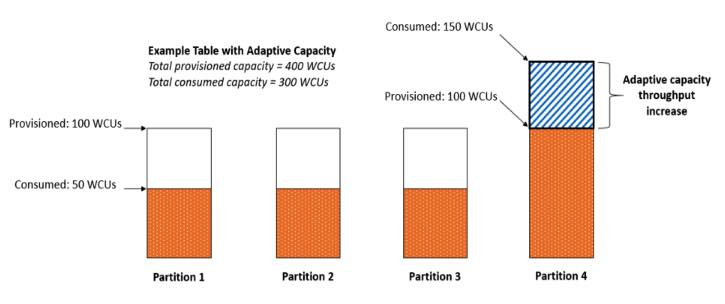 Consumed: 150 WCUs
Example Table with Adaptive Capacity
Total provisioned capacity = 400 WCUs
Total consumed capacity = 300 WCUs
Adaptive capacity
throughput
increase
Provisioned: 100 WCUs
Provisioned: 100 WCUs
Consumed: 50 WCUs
Partition 1
Partition 2
Partition 3
Partition 4